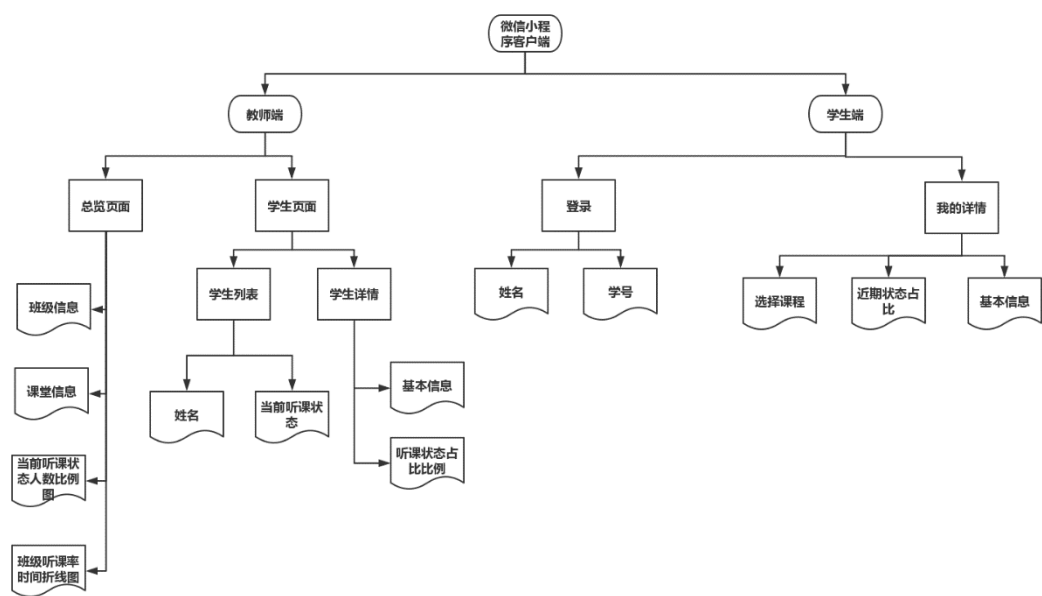 微信小程
序客户端
教师端
学生端
总览页面
学生页面
登录
我的详情
学生列表
学生详情
姓名
学号
选择课程
近期状态占
比
基本信息
班级信息
课堂信息
姓名
当前听课状
态
基本信息
当前听课状
态人数比例
图
听课状态占
比比例
班级听课率
时间折线图